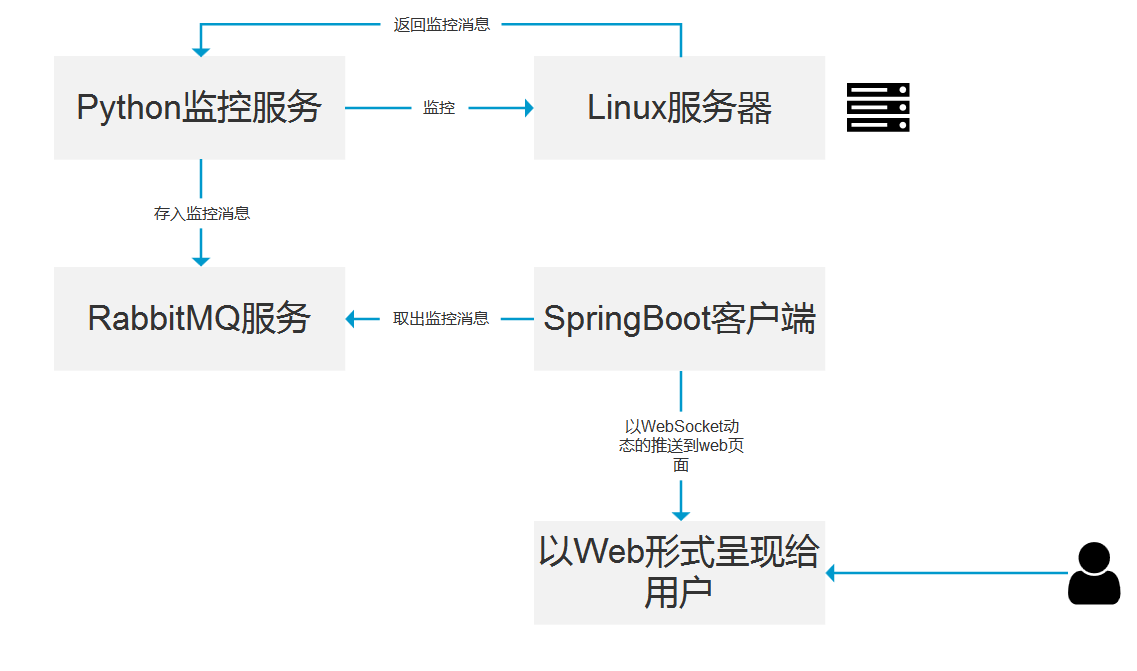 返回监控消息
Python监控服务
监控
Linux服务器
存入监控消息
RabbitMQ服务
取出监控消息
SpringBoot客户端
以WebSocket动
态的推送到web页
面
以Web形式呈现给
用户